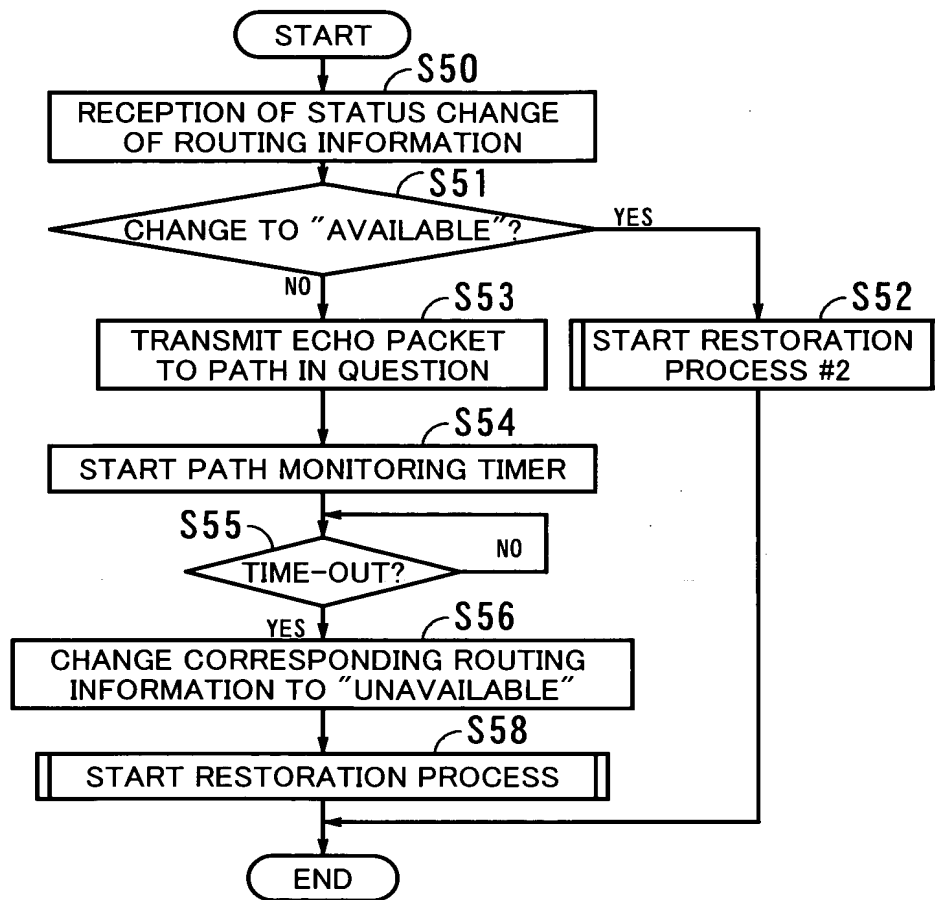 START
S50
RECEPTION OF STATUS CHANGE
OF ROUTING INFORMATION
S51
CHANGE TO "AVAILABLE"?
YES
NO
S53
TRANSMIT ECHO PACKET
TO PATH IN QUESTION
S52
START RESTORATION
PROCESS #2
S54
START PATH MONITORING TIMER
S55
TIME-OUT?
NO
YES
S56
CHANGE CORRESPONDING ROUTING
INFORMATION TO "UNAVAILABLE"
S58
START RESTORATION PROCESS
END